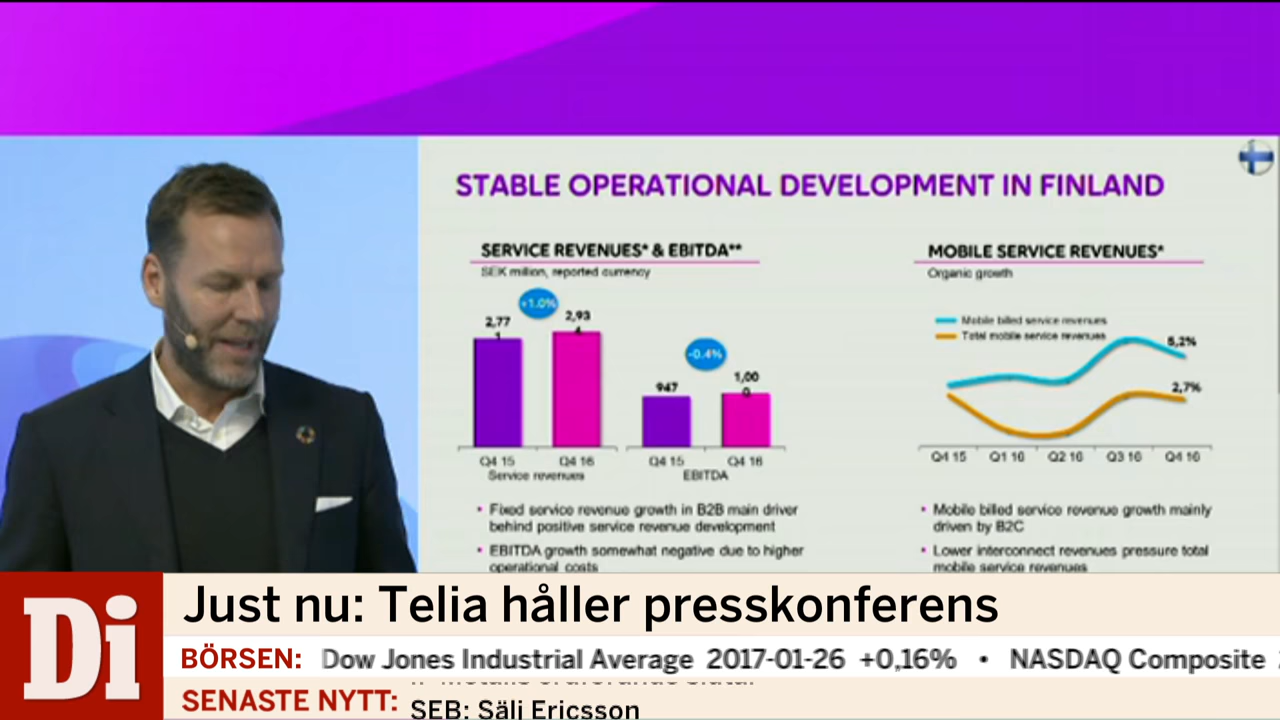 STABLE OPERATIONAL DEVELOPMENT IN FINLAND
SERVICE REVENUES* & EBITDA**
SEK million, reported currency
+1.0%
2,77
1
2,93
4
-0.4%
947
1,00
0
Q4 15
Q4 16
Q4 15
Q4 16
Service revenues
EBITDA
• Fixed service revenue growth in B2B main driver
behind positive service revenue development
• EBITDA growth somewhat negative due to higher
operational costs
MOBILE SERVICE REVENUES*
Organic growth
Mobile billed service revenues
Total mobile service revenues
5,2%
2,7%
Q4 15
Q1 16
Q2 16
Q3 16
Q4 16
• Mobile billed service revenue growth mainly
driven by B2C
• Lower interconnect revenues pressure total
mobile service revenues
Di
Just nu: Telia håller presskonferens
BÖRSEN: Dow Jones Industrial Average 2017-01-26 +0,16% • NASDAQ Composite
SENASTE NYTT:
SEB: Sälj Ericsson